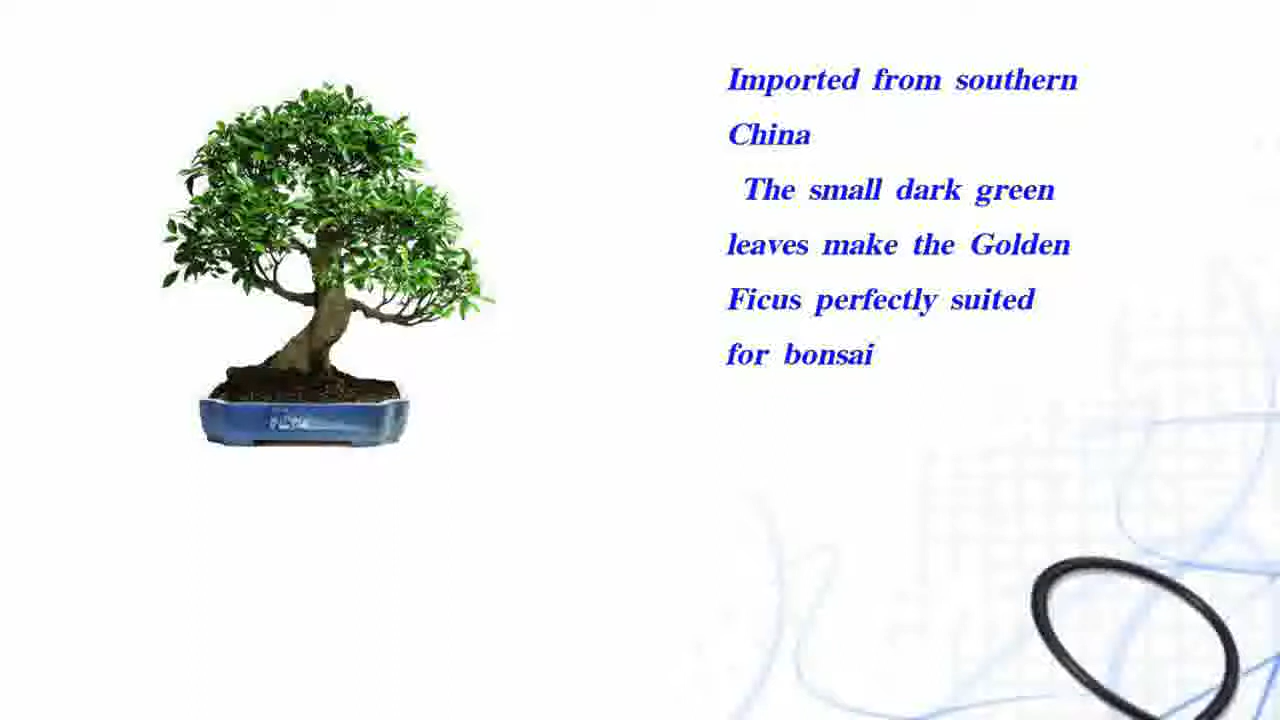 Imported from southern
China
The small dark green
leaves make the Golden
Ficus perfectly suited
for bonsai